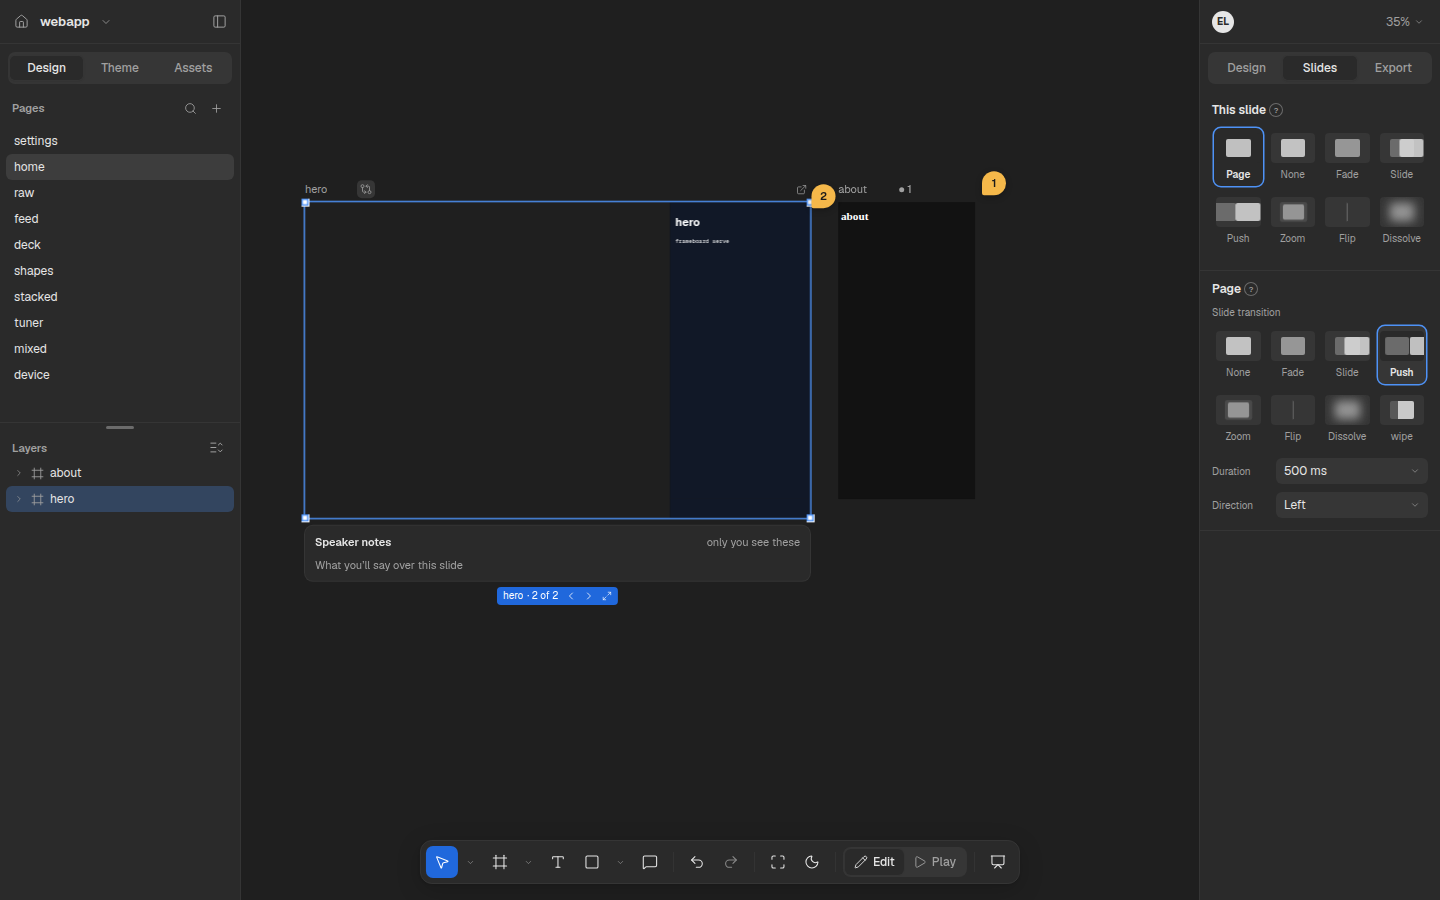 webapp
Design Theme Assets
Pages
settings
home
raw
feed
deck
shapes
stacked
tuner
mixed
device
Layers
about
hero
hero
2
about
1
1
hero
frameboard serve
about
Speaker notes
only you see these
What you'll say over this slide
hero · 2 of 2
Edit
Play
EL
35%
Design Slides Export
This slide ?
Page None Fade Slide
Push Zoom Flip Dissolve
Page ?
Slide transition
None Fade Slide Push
Zoom Flip Dissolve wipe
Duration 500 ms
Direction Left